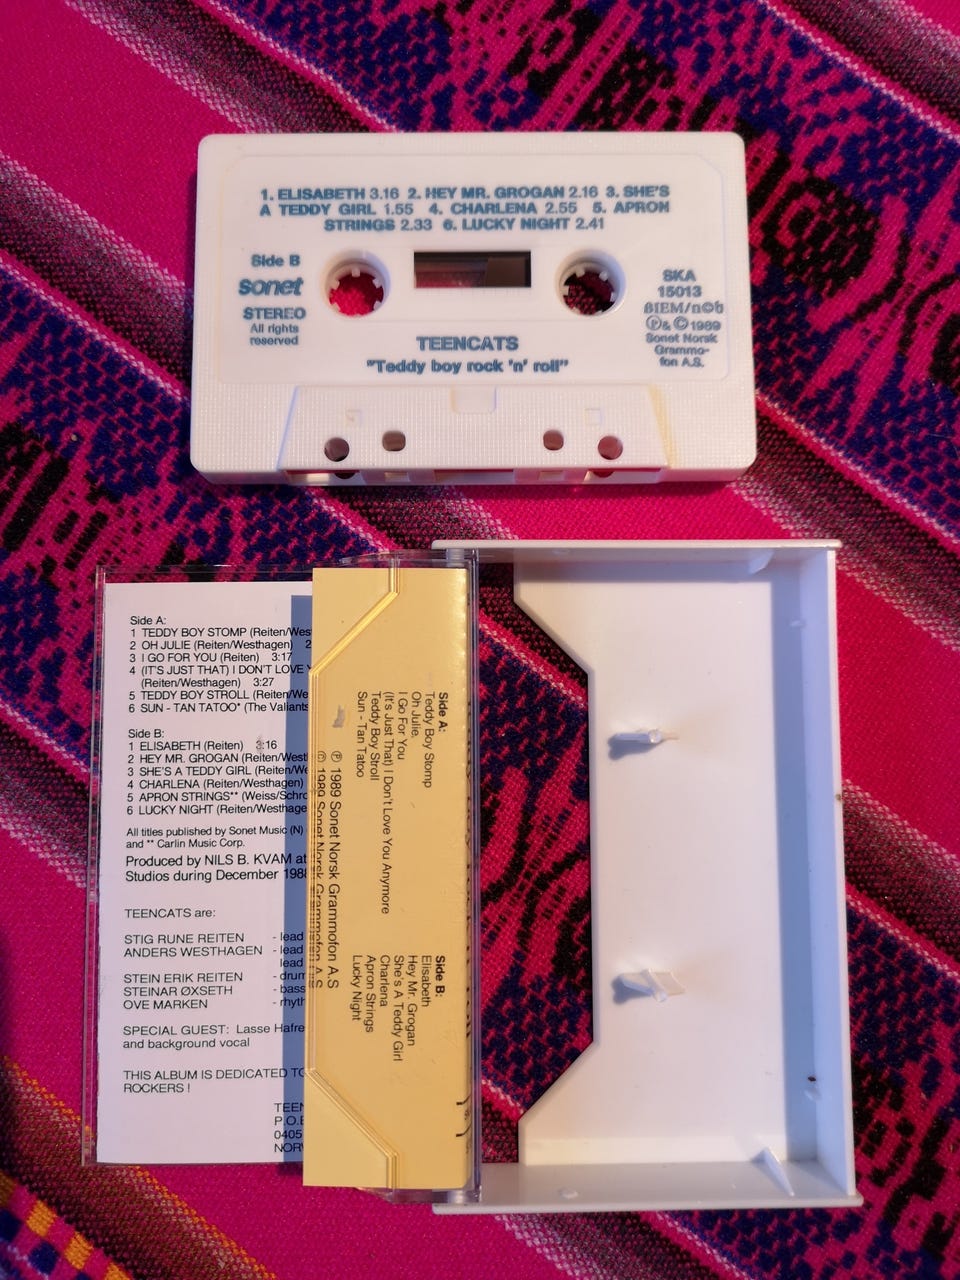 1. ELISABETH 3.16 2. HEY MR. GROGAN 2.16 3. SHE'S
A TEDDY GIRL 1.55 4. CHARLENA 2.55 5. APRON
STRINGS 2.33 6. LUCKY NIGHT 2.41
Side B
sonet
STEREO
All rights
reserved
SKA
15013
BIEM/n©b
Ⓟ & © 1989
Sonet Norsk
Grammo-
fon A.S.
TEENCATS
"Teddy boy rock 'n' roll"
Side A:
1 TEDDY BOY STOMP (Reiten/Wes
2 OH JULIE (Reiten/Westhagen) 2
3 I GO FOR YOU (Reiten) 3:17
4 (IT'S JUST THAT) I DON'T LOVE Y
(Reiten/Westhagen) 3:27
5 TEDDY BOY STROLL (Reiten/We
6 SUN - TAN TATOO* (The Valiants
Side B:
1 ELISABETH (Reiten) 3:16
2 HEY MR. GROGAN (Reiten/West
3 SHE'S A TEDDY GIRL (Reiten/We
4 CHARLENA (Reiten/Westhagen)
5 APRON STRINGS** (Weiss/Schro
6 LUCKY NIGHT (Reiten/Westhage
All titles published by Sonet Music (N)
and ** Carlin Music Corp.
Produced by NILS B. KVAM at
Studios during December 1988
TEENCATS are:
STIG RUNE REITEN - lead
ANDERS WESTHAGEN - lead
lead
STEIN ERIK REITEN - drum
STEINAR ØXSETH - bass
OVE MARKEN - rhyth
SPECIAL GUEST: Lasse Hafre
and background vocal
THIS ALBUM IS DEDICATED TO
ROCKERS !
TEEN
P.O.B
0405
NORW
Side A:
Teddy Boy Stomp
Oh Julie,
I Go For You
(It's Just That) I Don't Love You Anymore
Teddy Boy Stroll
Sun - Tan Tatoo
Side B:
Elisabeth
Hey Mr. Grogan
She's A Teddy Girl
Charlena
Apron Strings
Lucky Night
Ⓟ 1989 Sonet Norsk Grammofon A.S
© 1989 Sonet Norsk Grammofon A.S